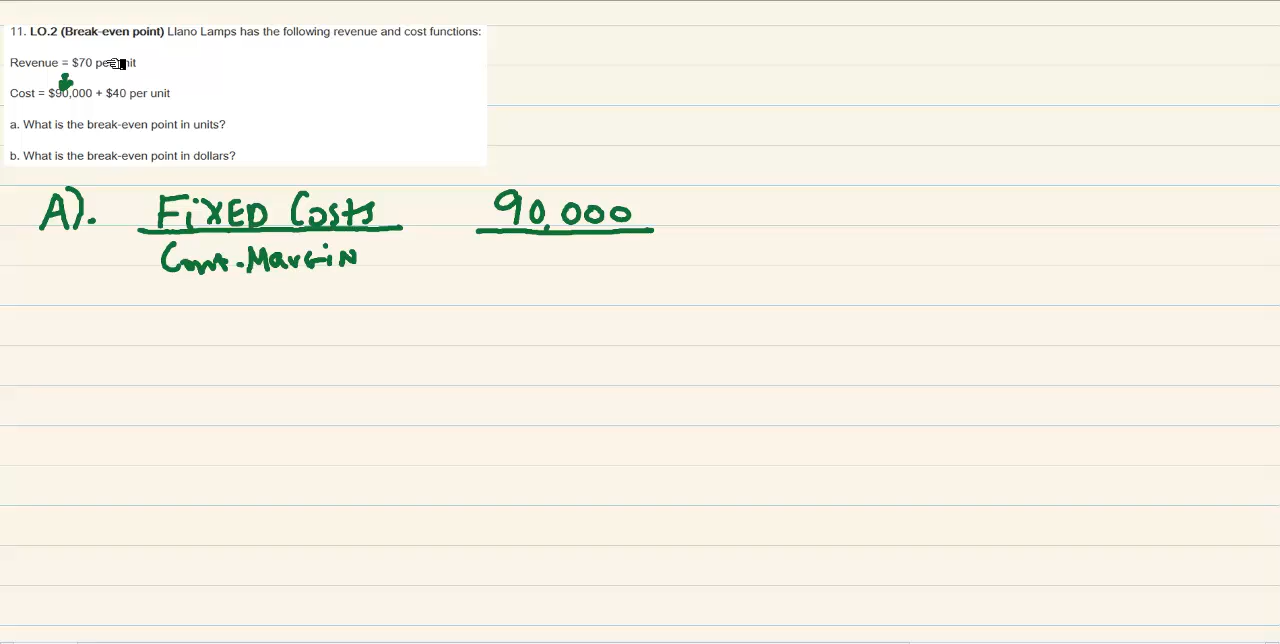 11. LO.2 (Break-even point) Llano Lamps has the following revenue and cost functions:
Revenue = $70 per unit
Cost = $90,000 + $40 per unit
a. What is the break-even point in units?
b. What is the break-even point in dollars?
A). FiXED Costs 90,000
Cont. MarGiN